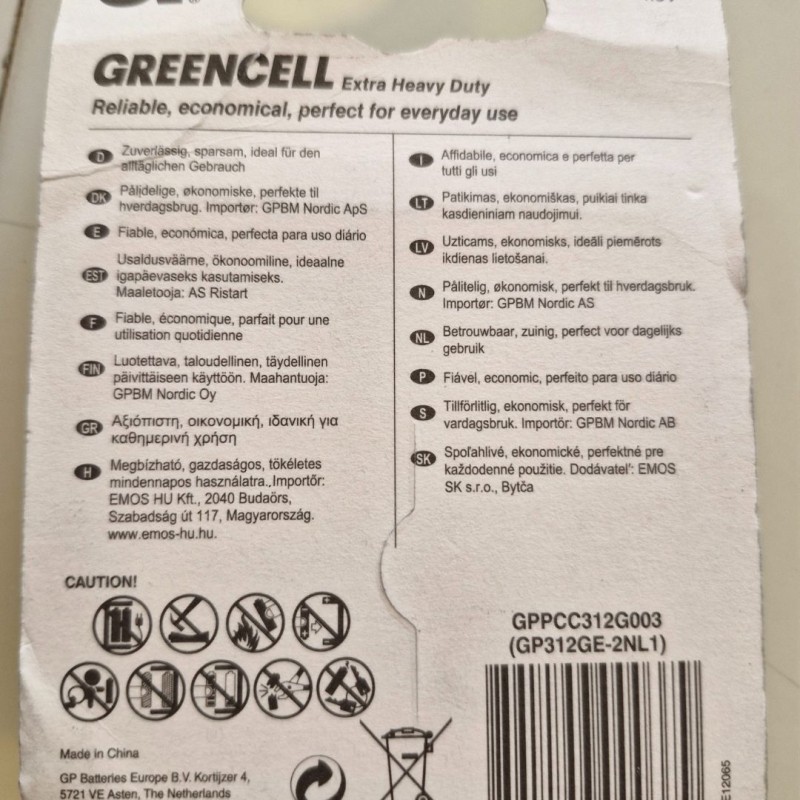 GREENCELL Extra Heavy Duty
Reliable, economical, perfect for everyday use
D Zuverlässig, sparsam, ideal für den
alltäglichen Gebrauch
DK Påljdelige, økonomiske, perfekte til
hverdagsbrug. Importør: GPBM Nordic ApS
E Fiable, económica, perfecta para uso diário
EST Usaldusväärne, ökonoomiline, ideaalne
igapäevaseks kasutamiseks.
Maaletooja: AS Ristart
F Fiable, économique, parfait pour une
utilisation quotidienne
FIN Luotettava, taloudellinen, täydellinen
päivittäiseen käyttöön. Maahantuoja:
GPBM Nordic Oy
GR Αξιόπιστη, οικονομική, ιδανική για
καθημερινή χρήση
H Megbízható, gazdaságos, tökéletes
mindennapos használatra.,Importőr:
EMOS HU Kft., 2040 Budaörs,
Szabadság út 117, Magyarország.
www.emos-hu.hu.
I Affidabile, economica e perfetta per
tutti gli usi
LT Patikimas, ekonomiškas, puikiai tinka
kasdieniniam naudojimui.
LV Uzticams, ekonomisks, ideāli piemērots
ikdienas lietošanai.
N Pålitelig, økonomisk, perfekt til hverdagsbruk.
Importør: GPBM Nordic AS
NL Betrouwbaar, zuinig, perfect voor dagelijks
gebruik
P Fiável, economic, perfeito para uso diário
S Tillförlitlig, ekonomisk, perfekt för
vardagsbruk. Importör: GPBM Nordic AB
SK Spoľahlivé, ekonomické, perfektné pre
každodenné použitie. Dodávateľ: EMOS
SK s.r.o., Bytča
CAUTION!
GPPCC312G003
(GP312GE-2NL1)
Made in China
GP Batteries Europe B.V. Kortijzer 4,
5721 VE Asten, The Netherlands
E12065